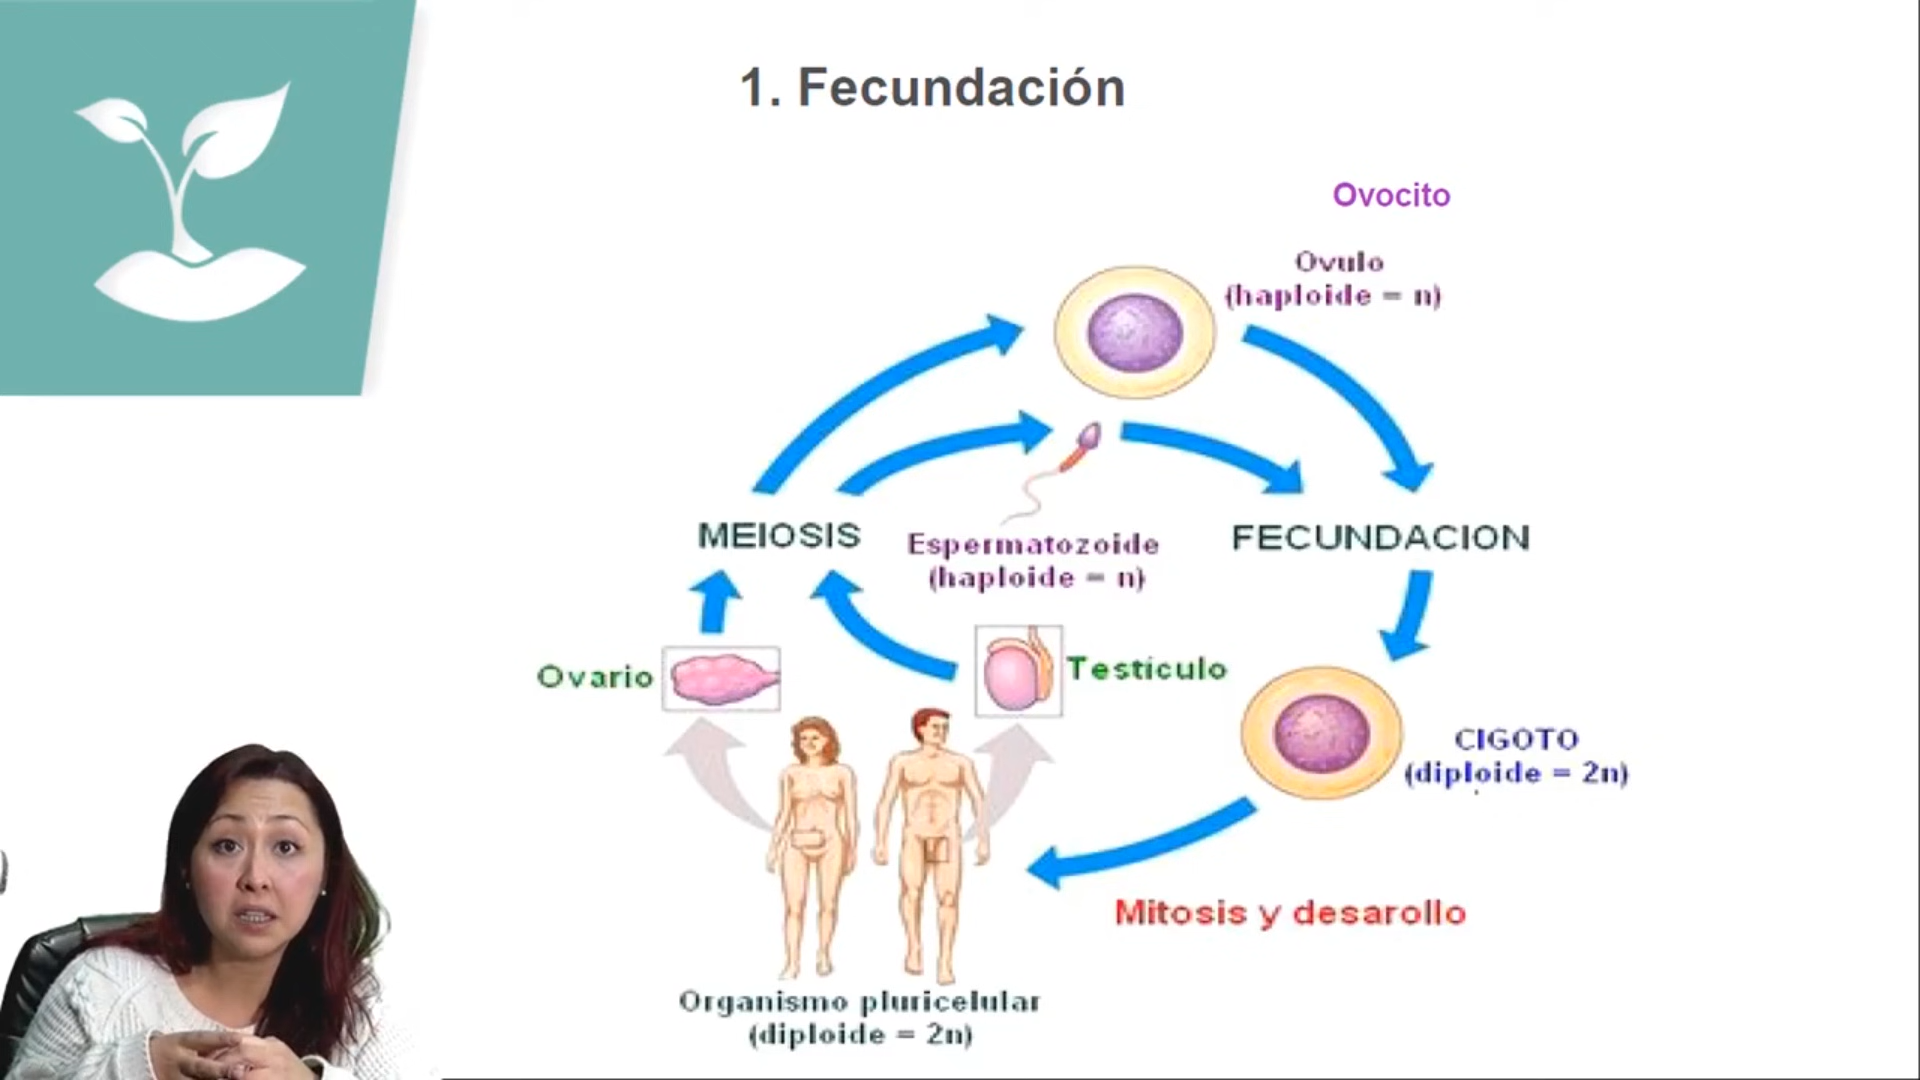 1. Fecundación
Ovocito
Ovulo
(haploide = n)
MEIOSIS
Espermatozoide
(haploide = n)
FECUNDACION
Ovario
Testículo
CIGOTO
(diploide = 2n)
Mitosis y desarollo
Organismo pluricelular
(diploide = 2n)